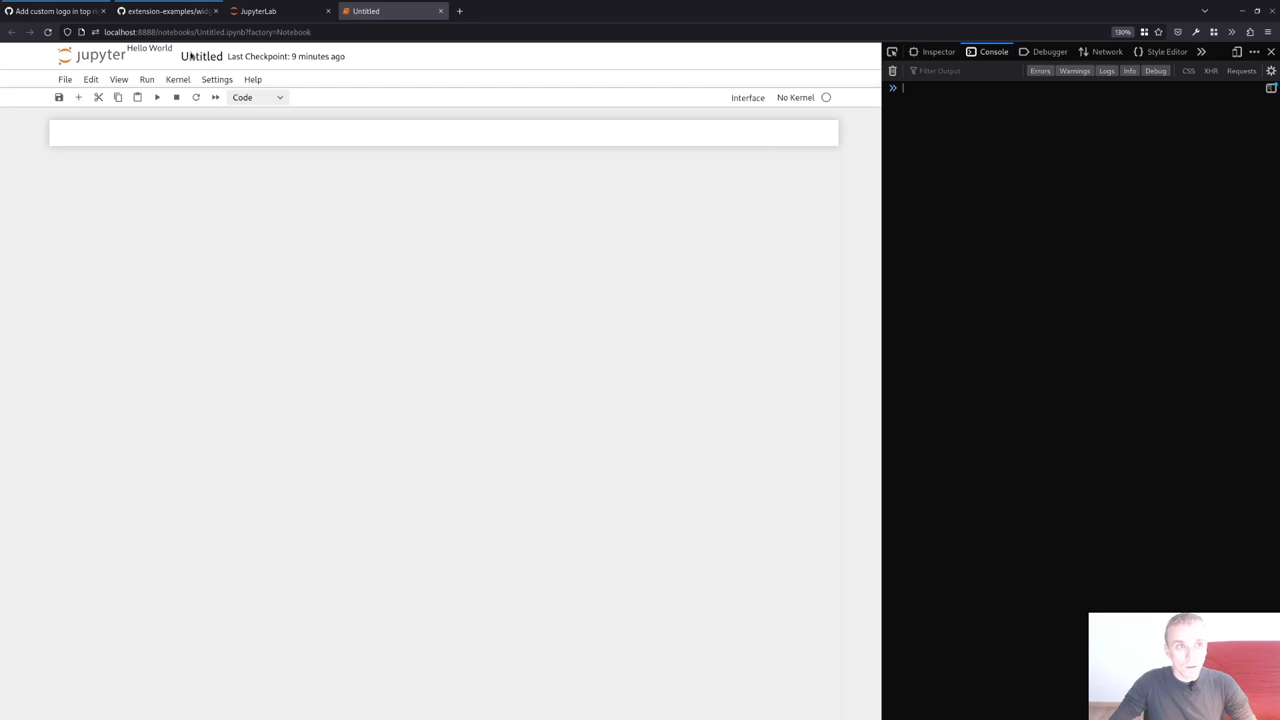 Add custom logo in top ri
extension-examples/widg
JupyterLab
Untitled
localhost:8888/notebooks/Untitled.ipynb?factory=Notebook
130%
jupyter
Hello World
Untitled
Last Checkpoint: 9 minutes ago
File Edit View Run Kernel Settings Help
Code
Interface
No Kernel
Inspector Console Debugger Network Style Editor
Filter Output
Errors Warnings Logs Info Debug CSS XHR Requests